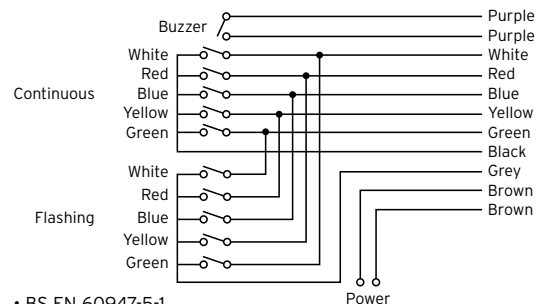 Buzzer
Purple
Purple
White
White
Red
Red
Continuous
Blue
Blue
Yellow
Yellow
Green
Green
Black
White
Grey
Red
Brown
Flashing
Blue
Brown
Yellow
Green
• BS EN 60947-5-1
Power